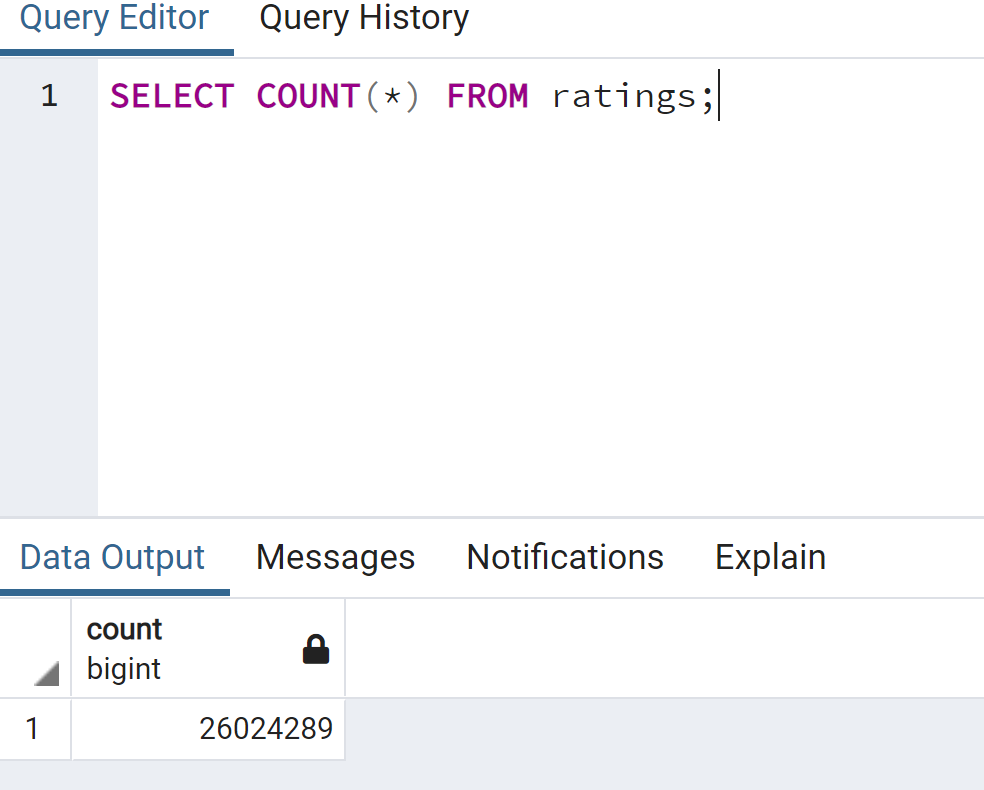 Query Editor Query History
1 SELECT COUNT(*) FROM ratings;
Data Output Messages Notifications Explain
count
bigint
1 26024289